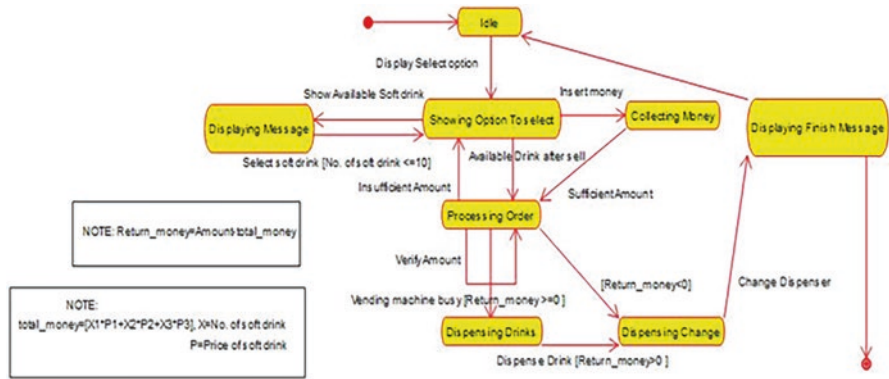 Idle
Display Select option
Show Available Soft drink
Insert money
Displaying Message
Showing Option To select
Collecting Money
Displaying Finish Message
Select soft drink [No. of soft drink <=10]
Available Drink after sell
Insufficient Amount
Sufficient Amount
Processing Order
NOTE: Return_money=Amount-total_money
Verify Amount
[Return_money<0]
Change Dispenser
Vending machine busy [Return_money >=0 ]
NOTE:
total_money=[X1*P1+X2*P2+X3*P3], X=No. of soft drink
P=Price of soft drink
Dispensing Drinks
Dispensing Change
Dispense Drink [Return_money>0 ]